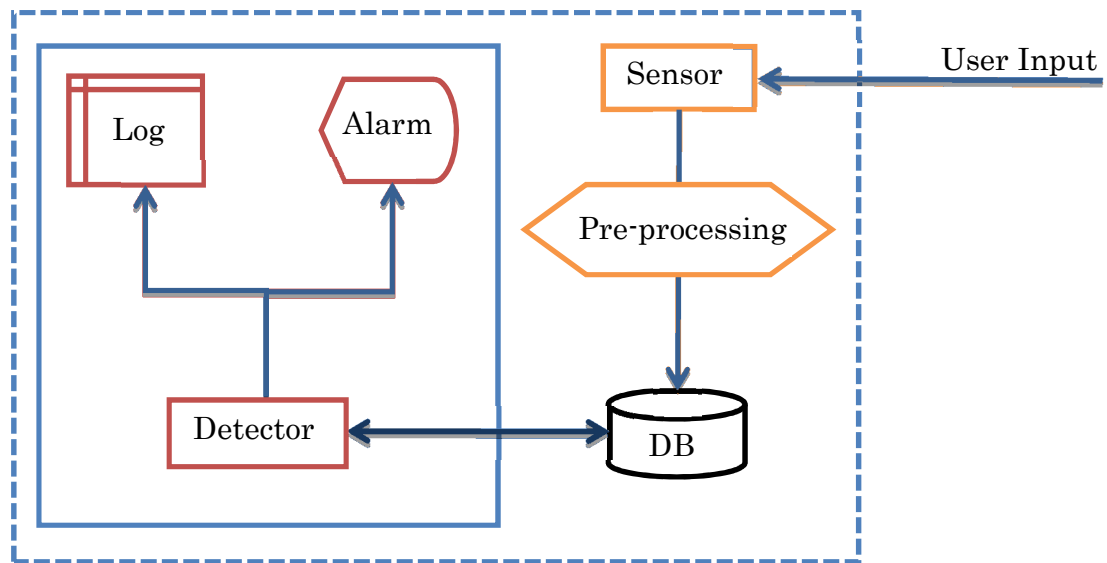 User Input
Sensor
Log
Alarm
Pre-processing
Detector
DB